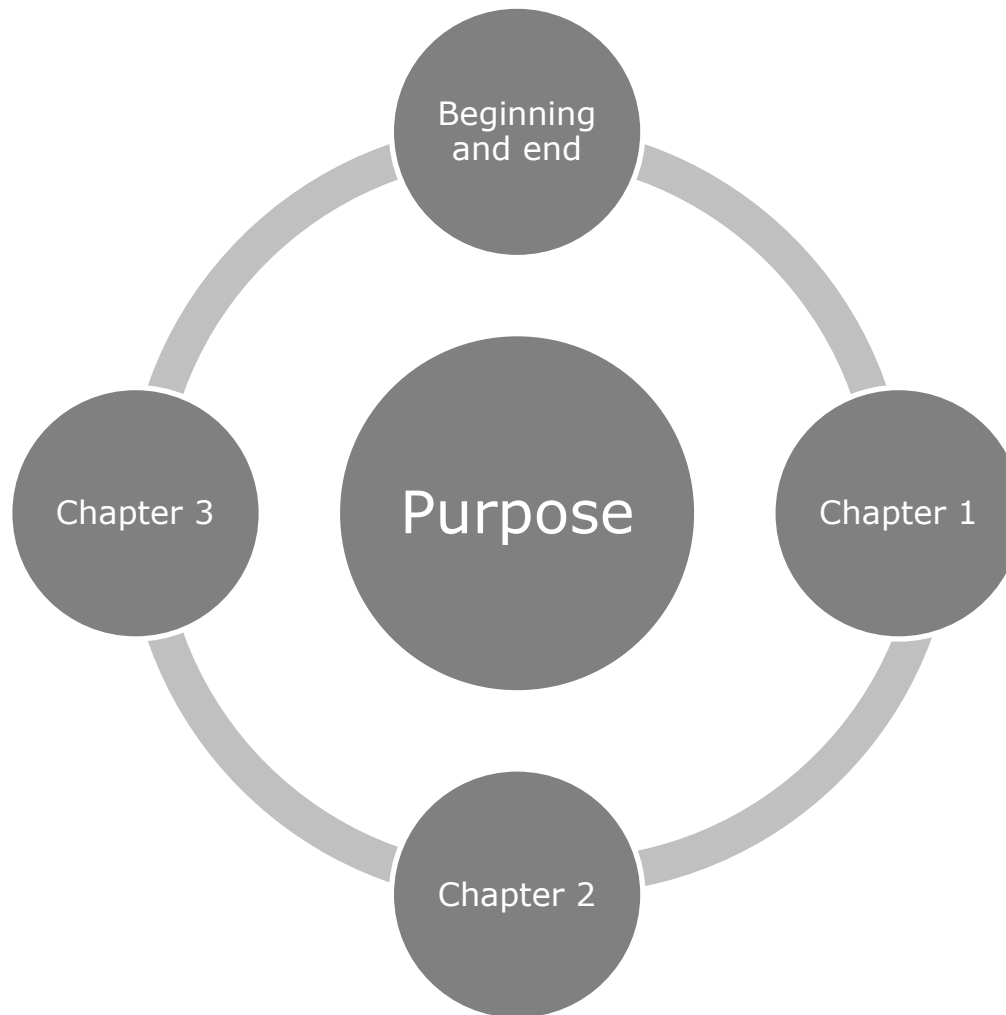 Beginning
and end
Chapter 3
Purpose
Chapter 1
Chapter 2